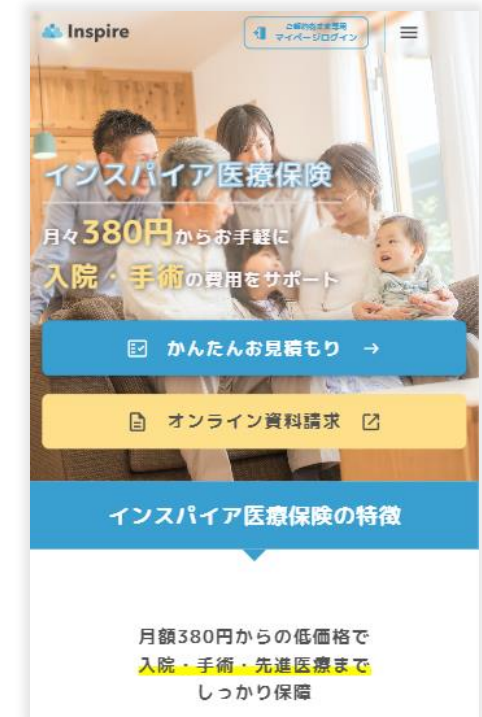 Inspire
ご契約者さま専用
マイページログイン
インスパイア医療保険
月々380円からお手軽に
入院・手術の費用をサポート
かんたんお見積もり →
オンライン資料請求
インスパイア医療保険の特徴
月額380円からの低価格で
入院・手術・先進医療まで
しっかり保障